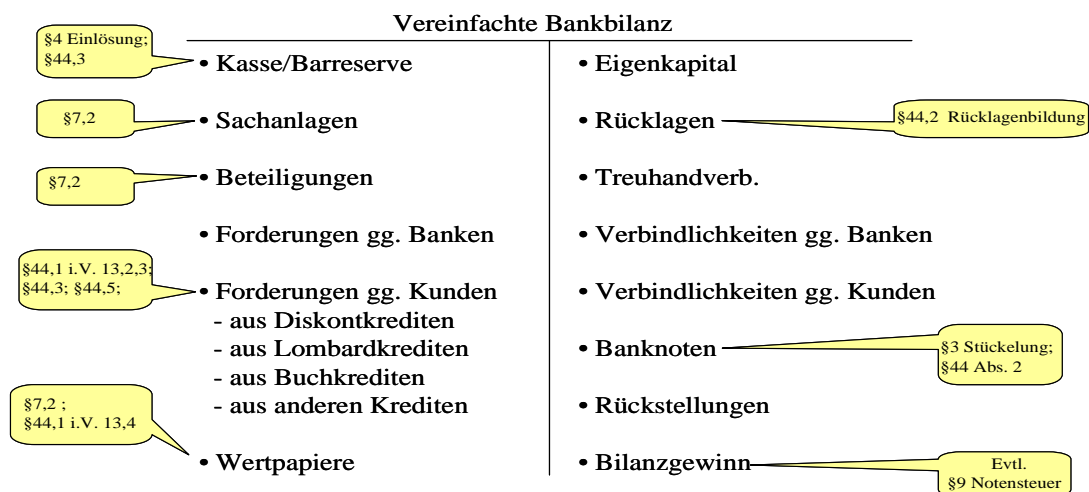 Vereinfachte Bankbilanz
§4 Einlösung;
§44,3
• Kasse/Barreserve
§7,2
• Sachanlagen
§7,2
• Beteiligungen
• Forderungen gg. Banken
§44,1 i.V. 13,2,3;
§44,3; §44,5;
• Forderungen gg. Kunden
- aus Diskontkrediten
- aus Lombardkrediten
- aus Buchkrediten
- aus anderen Krediten
§7,2 ;
§44,1 i.V. 13,4
• Wertpapiere
• Eigenkapital
• Rücklagen
§44,2 Rücklagenbildung
• Treuhandverb.
• Verbindlichkeiten gg. Banken
• Verbindlichkeiten gg. Kunden
• Banknoten
§3 Stückelung;
§44 Abs. 2
• Rückstellungen
• Bilanzgewinn
Evtl.
§9 Notensteuer